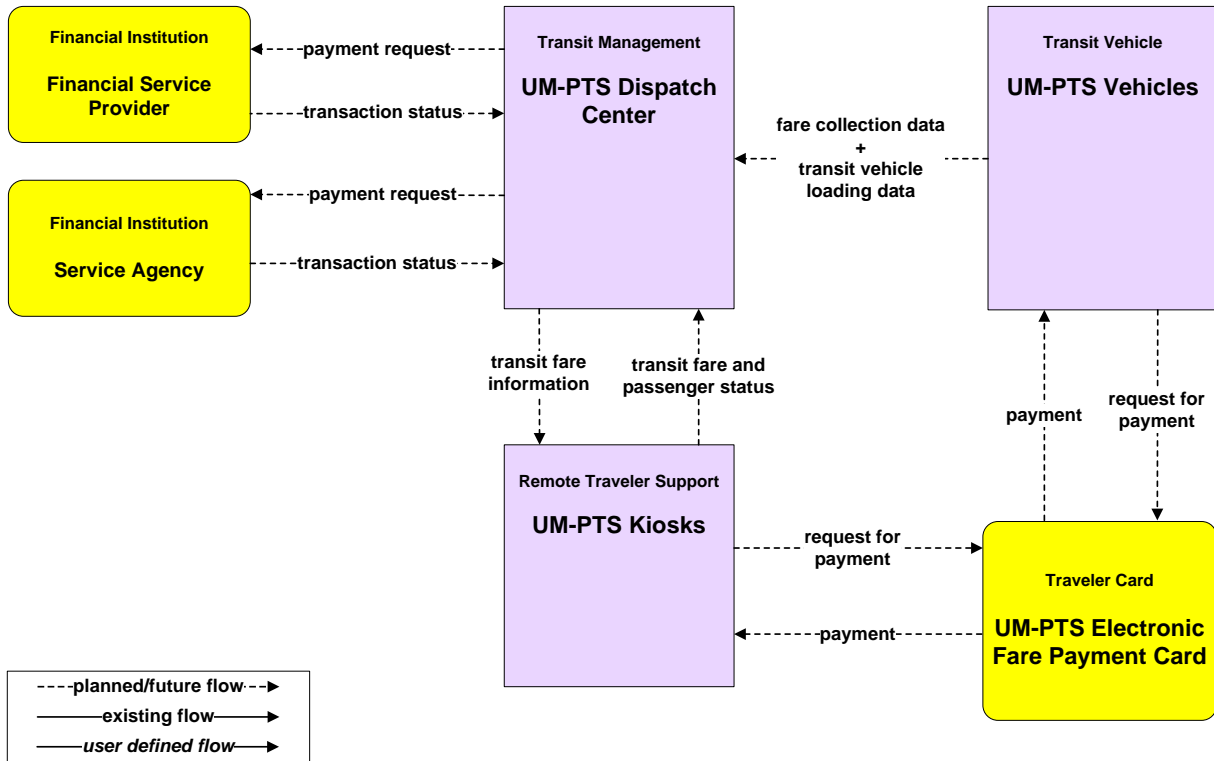 Financial Institution
Financial Service
Provider
payment request
transaction status
Transit Management
UM-PTS Dispatch
Center
Transit Vehicle
UM-PTS Vehicles
fare collection data
+
transit vehicle
loading data
Financial Institution
Service Agency
payment request
transaction status
transit fare
information
transit fare and
passenger status
payment
request for
payment
Remote Traveler Support
UM-PTS Kiosks
request for
payment
payment
Traveler Card
UM-PTS Electronic
Fare Payment Card
planned/future flow
existing flow
user defined flow